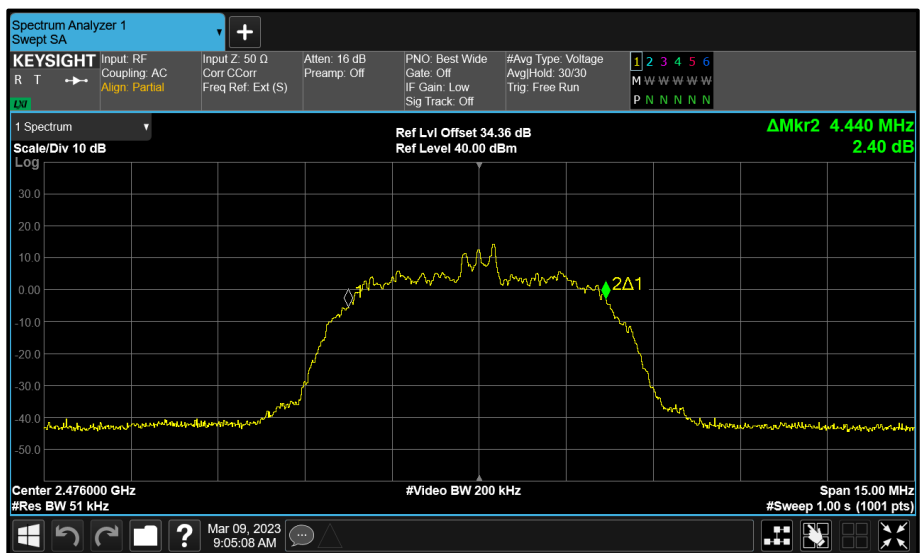 Spectrum Analyzer 1
Swept SA
KEYSIGHT
R T
LXI
Input: RF
Coupling: AC
Align: Partial
Input Z: 50 Ω
Corr CCorr
Freq Ref: Ext (S)
Atten: 16 dB
Preamp: Off
PNO: Best Wide
Gate: Off
IF Gain: Low
Sig Track: Off
#Avg Type: Voltage
Avg|Hold: 30/30
Trig: Free Run
1 2 3 4 5 6
M W W W W W
P N N N N N
1 Spectrum
Scale/Div 10 dB
Log
Ref Lvl Offset 34.36 dB
Ref Level 40.00 dBm
ΔMkr2 4.440 MHz
2.40 dB
30.0
20.0
10.0
0.00
-10.0
-20.0
-30.0
-40.0
-50.0
1
2Δ1
Center 2.476000 GHz
#Res BW 51 kHz
#Video BW 200 kHz
Span 15.00 MHz
#Sweep 1.00 s (1001 pts)
?
Mar 09, 2023
9:05:08 AM